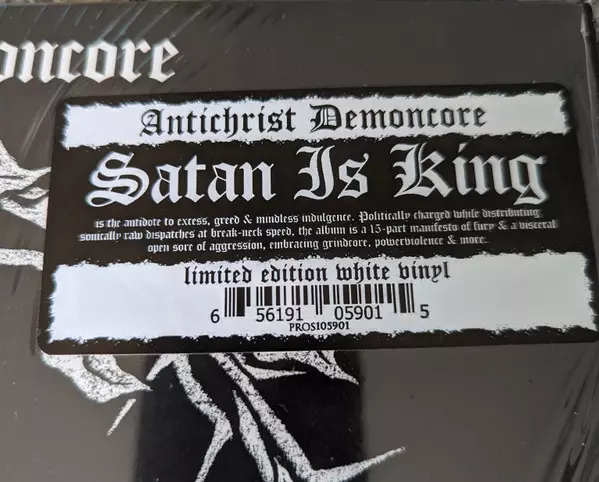 oncore
Antichrist Demoncore
Satan Is King
is the antidote to excess, greed & mindless indulgence. Politically charged while distributing
sonically raw dispatches at break-neck speed, the album is a 15-part manifesto of fury & a visceral
open sore of aggression, embracing grindcore, powerviolence & more.
limited edition white vinyl
6 56191 05901 5
PROS105901